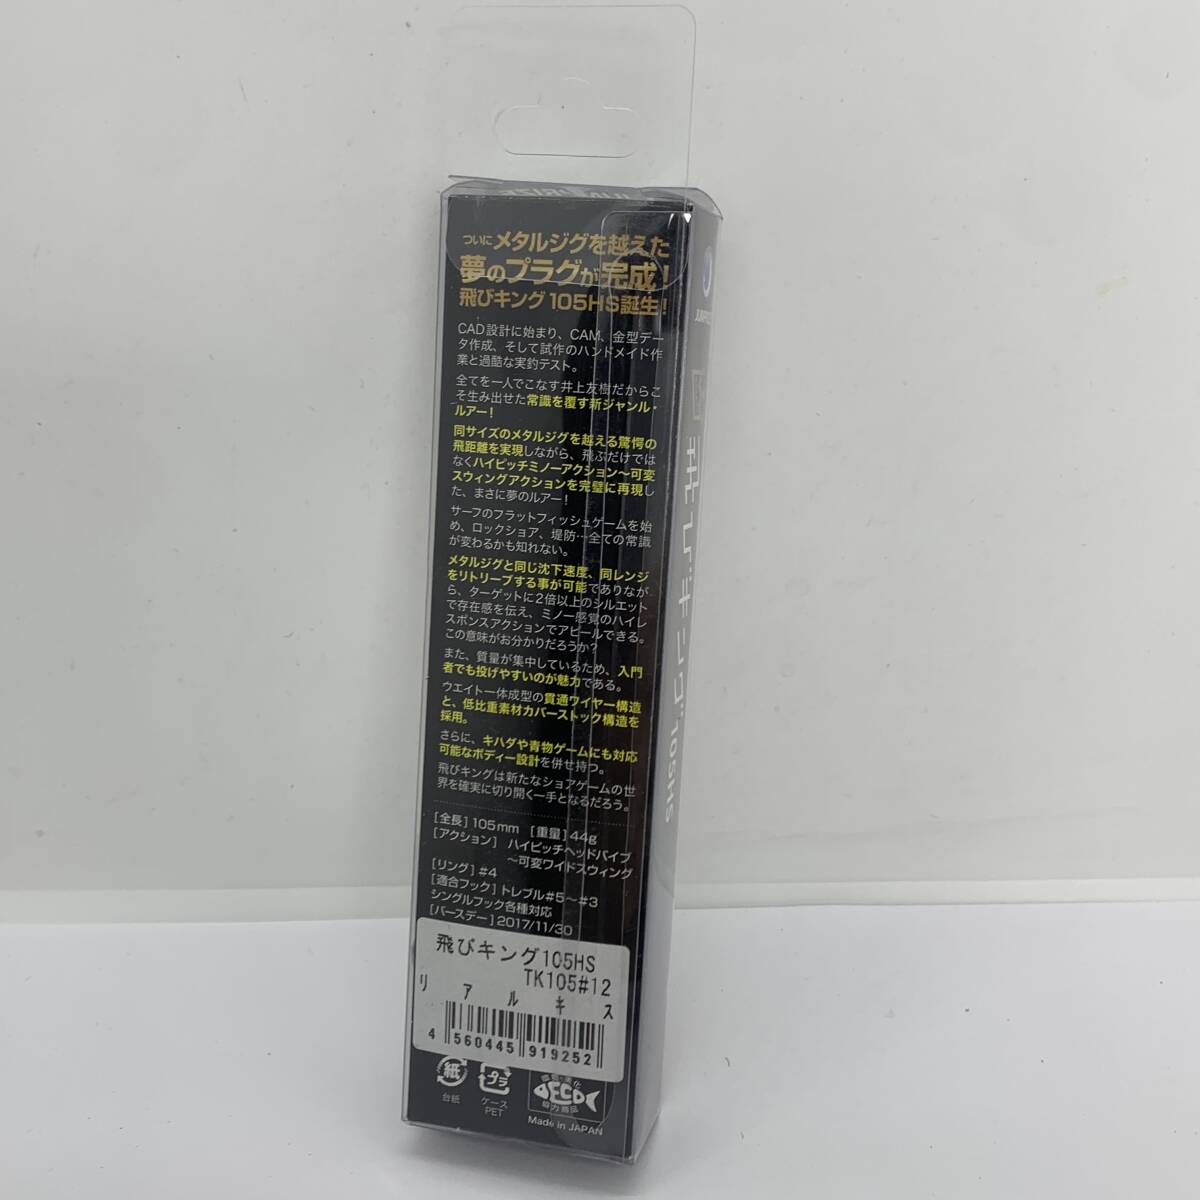 ついにメタルジグを越えた
夢のプラグが完成！
飛びキング105HS誕生！
CAD設計に始まり、CAM、金型デー
タ作成、そして試作のハンドメイド作
業と過酷な実釣テスト。
全てを一人でこなす井上友樹だからこ
そ生み出せた常識を覆す新ジャンル・
ルアー！
同サイズのメタルジグを越える驚愕の
飛距離を実現しながら、飛ぶだけでは
なくハイピッチミノーアクション〜可変
スウィングアクションを完璧に再現し
た、まさに夢のルアー！
サーフのフラットフィッシュゲームを始
め、ロックショア、堤防…全ての常識
が変わるかも知れない。
メタルジグと同じ沈下速度、同レンジ
をリトリーブする事が可能でありなが
ら、ターゲットに2倍以上のシルエット
で存在感を伝え、ミノー感覚のハイレ
スポンスアクションでアピールできる。
この意味がお分かりだろうか？
また、質量が集中しているため、入門
者でも投げやすいのが魅力である。
ウエイト一体成型の貫通ワイヤー構造
と、低比重素材カバーストック構造を
採用。
さらに、キハダや青物ゲームにも対応
可能なボディー設計を併せ持つ。
飛びキングは新たなショアゲームの世
界を確実に切り開く一手となるだろう。
[全長] 105mm [重量] 44g
[アクション] ハイピッチヘッドバイブ
〜可変ワイドスウィング
[リング] #4
[適合フック] トレブル#5〜#3
シングルフック各種対応
[バースデー] 2017/11/30
飛びキング105HS
TK105#12
リアルキス
4 560445 919252
紙
台紙
プラ
ケース
PET
ECO
協力商品
Made in JAPAN
飛びキング105HS